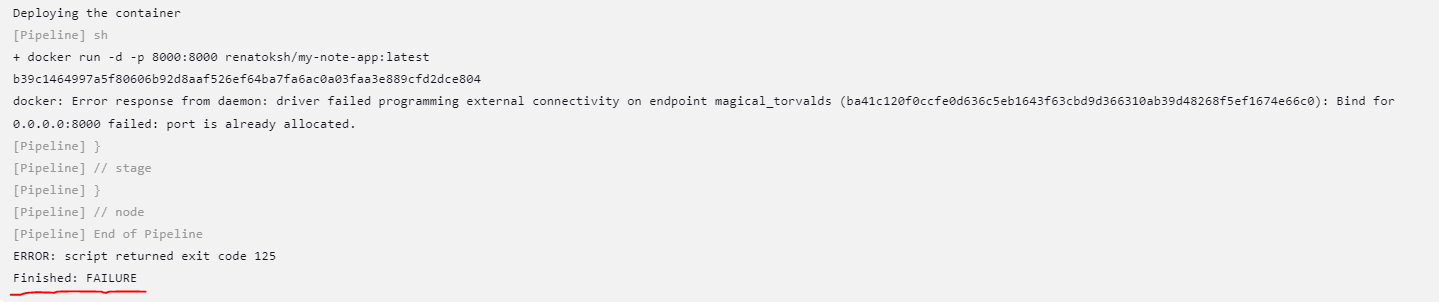 Deploying the container
[Pipeline] sh
+ docker run -d -p 8000:8000 renatoksh/my-note-app:latest
b39c1464997a5f80606b92d8aaf526ef64ba7fa6ac0a03faa3e889cfd2dce804
docker: Error response from daemon: driver failed programming external connectivity on endpoint magical_torvalds (ba41c120f0ccfe0d636c5eb1643f63cbd9d366310ab39d48268f5ef1674e66c0): Bind for
0.0.0.0:8000 failed: port is already allocated.
[Pipeline] }
[Pipeline] // stage
[Pipeline] }
[Pipeline] // node
[Pipeline] End of Pipeline
ERROR: script returned exit code 125
Finished: FAILURE